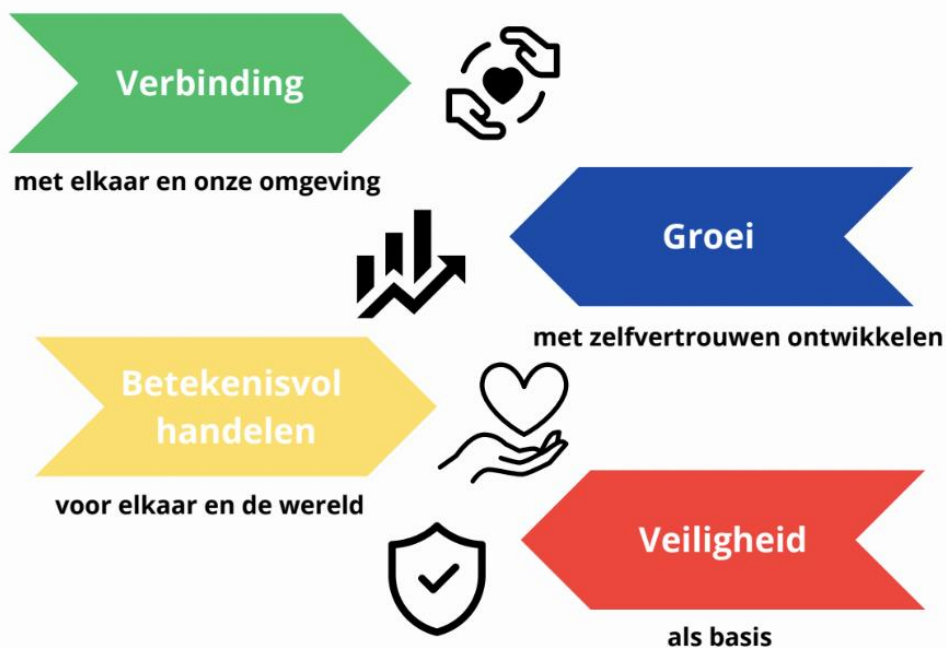 Verbinding
met elkaar en onze omgeving
Groei
met zelfvertrouwen ontwikkelen
Betekenisvol
handelen
voor elkaar en de wereld
Veiligheid
als basis